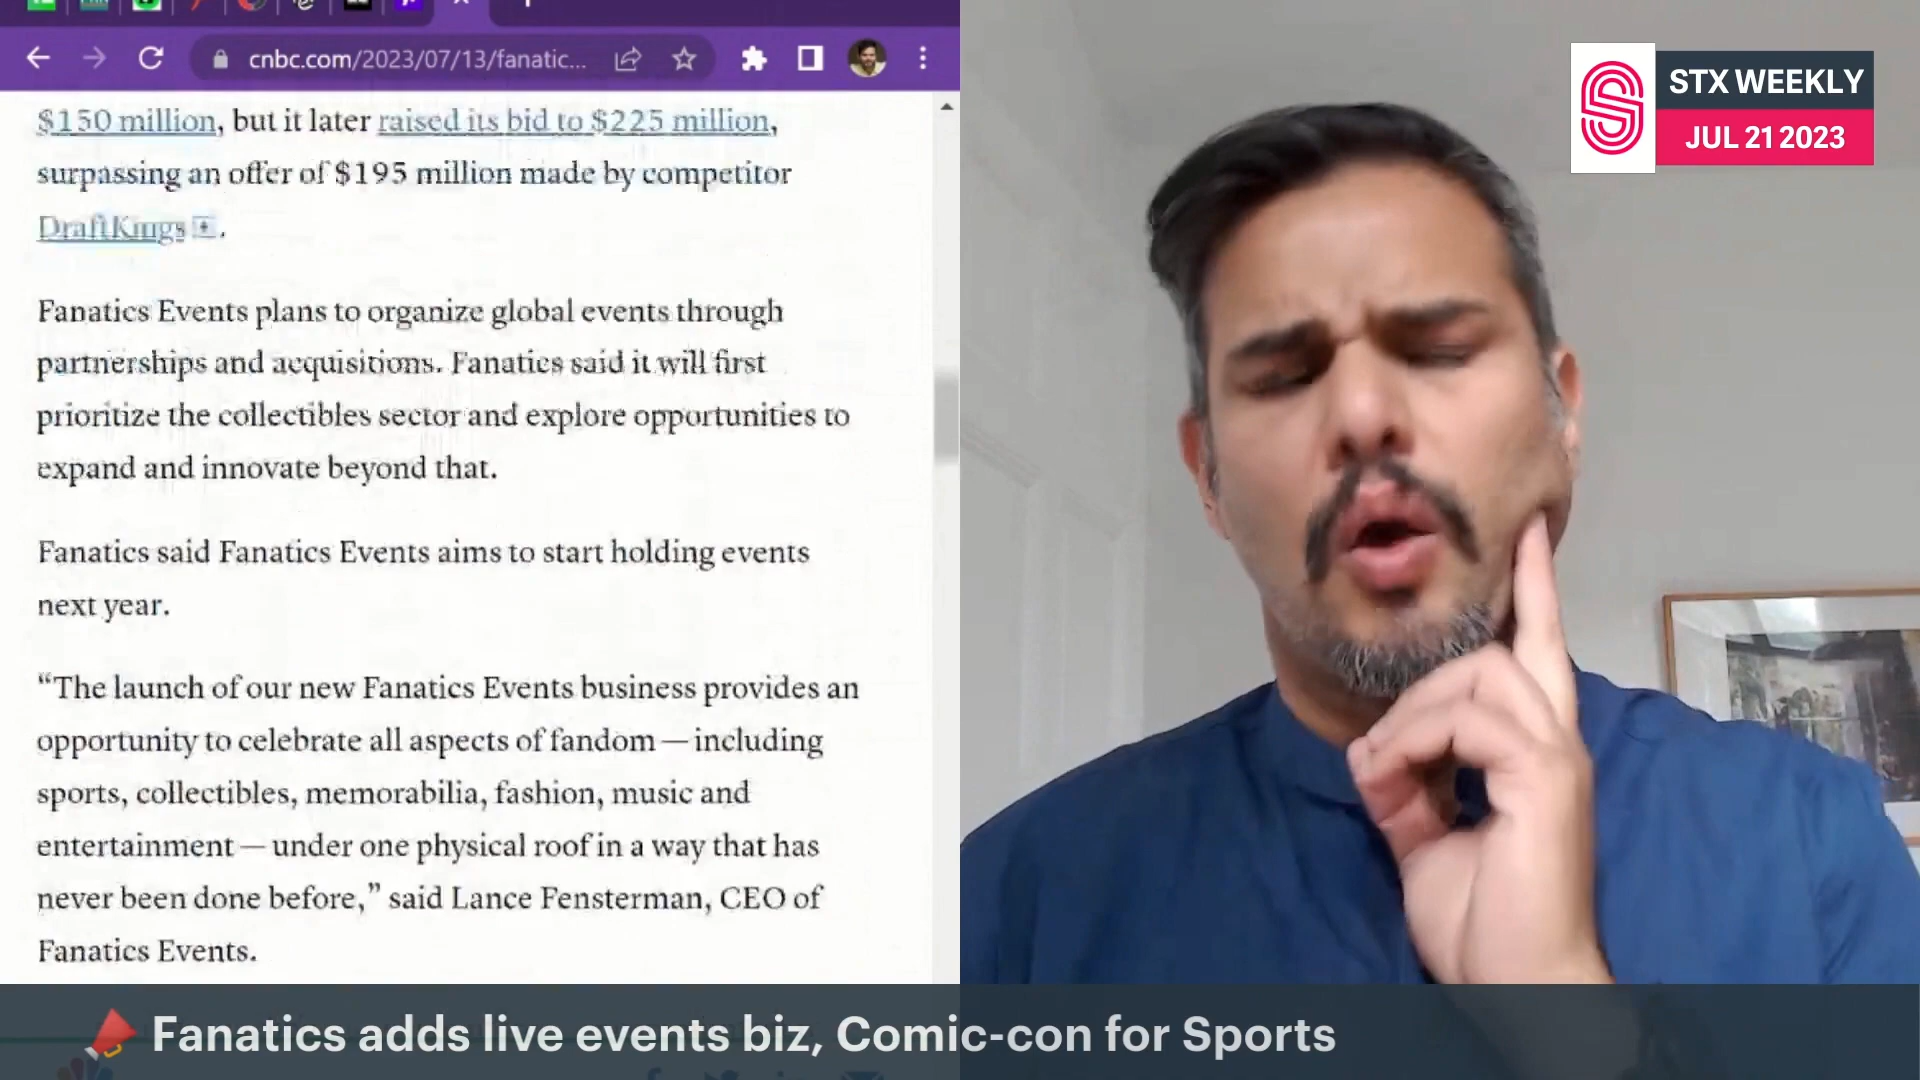 cnbc.com/2023/07/13/fanatic...
$150 million, but it later raised its bid to $225 million,
surpassing an offer of $195 million made by competitor
DraftKings
Fanatics Events plans to organize global events through
partnerships and acquisitions. Fanatics said it will first
prioritize the collectibles sector and explore opportunities to
expand and innovate beyond that.
Fanatics said Fanatics Events aims to start holding events
next year.
“The launch of our new Fanatics Events business provides an
opportunity to celebrate all aspects of fandom — including
sports, collectibles, memorabilia, fashion, music and
entertainment — under one physical roof in a way that has
never been done before,” said Lance Fensterman, CEO of
Fanatics Events.
STX WEEKLY
JUL 21 2023
Fanatics adds live events biz, Comic-con for Sports